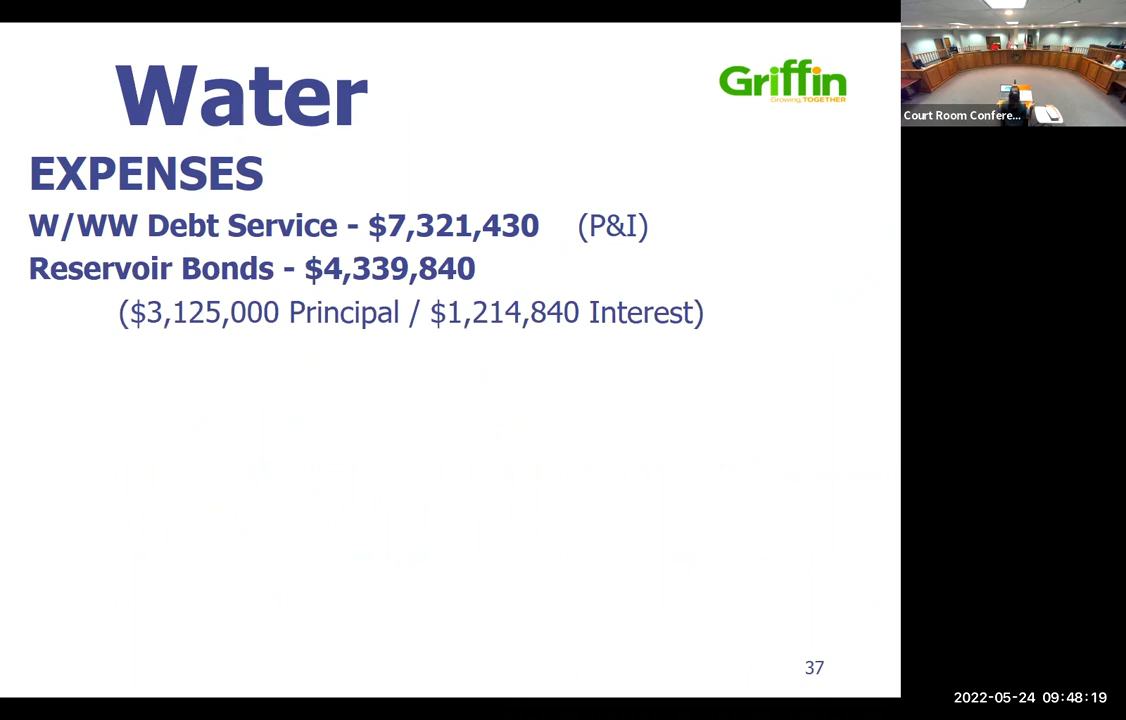 Water
Griffin
Growing TOGETHER
Court Room Confere...
EXPENSES
W/WW Debt Service - $7,321,430 (P&I)
Reservoir Bonds - $4,339,840
($3,125,000 Principal / $1,214,840 Interest)
37
2022-05-24 09:48:19